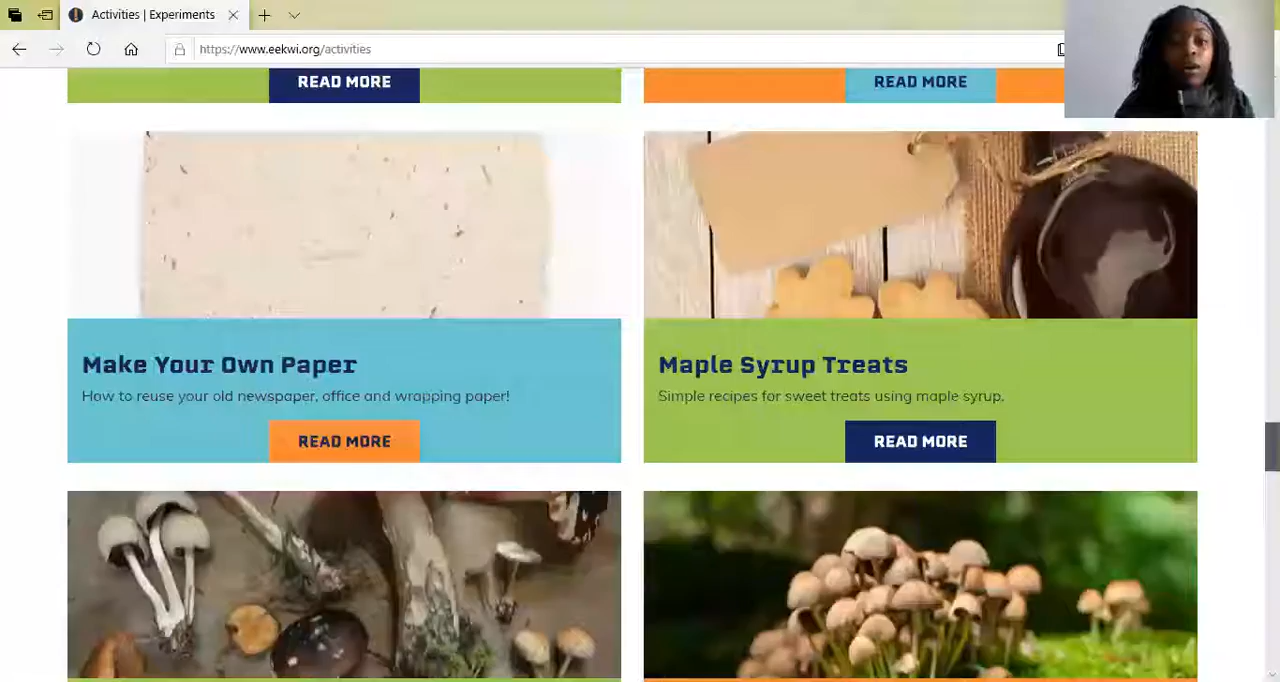 Activities | Experiments
https://www.eekwi.org/activities
READ MORE
READ MORE
Make Your Own Paper
How to reuse your old newspaper, office and wrapping paper!
READ MORE
Maple Syrup Treats
Simple recipes for sweet treats using maple syrup.
READ MORE